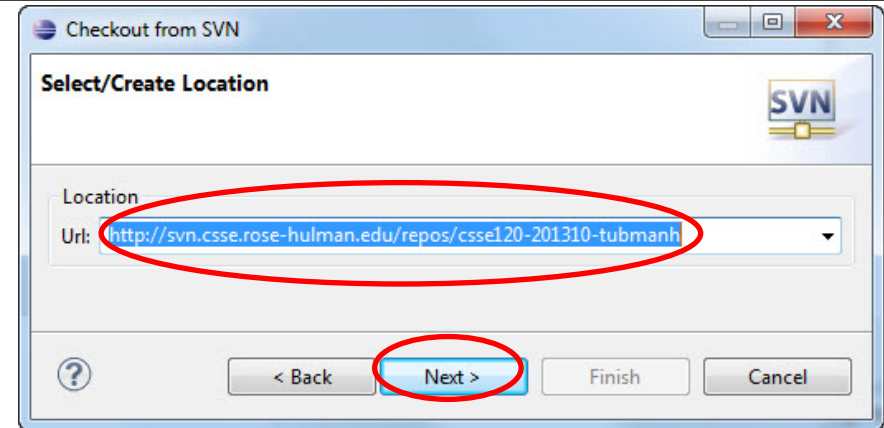 Checkout from SVN
Select/Create Location
SVN
Location
Url: http://svn.csse.rose-hulman.edu/repos/csse120-201310-tubmanh
? < Back Next > Finish Cancel